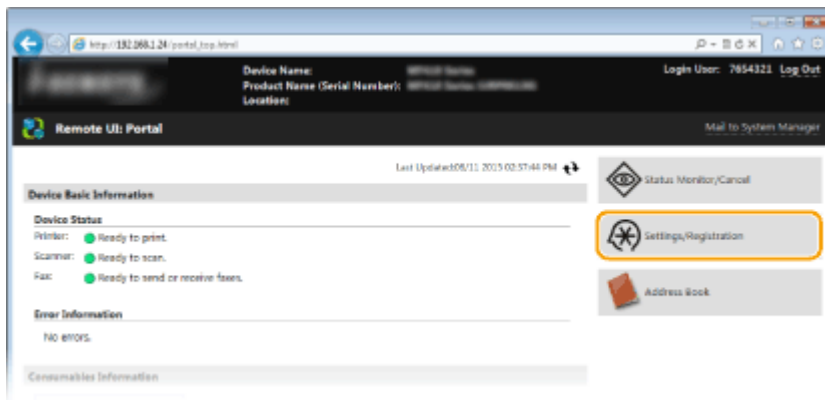 http://192.168.1.24/portal_top.html
Device Name:
Login User: 7654321 Log Out
Product Name (Serial Number):
Location:
Remote UI: Portal
Mail to System Manager
Last Updated:08/11 2015 02:57:44 PM
Status Monitor/Cancel
Device Basic Information
Device Status
Printer: Ready to print.
Settings/Registration
Scanner: Ready to scan.
Fax: Ready to send or receive faxes.
Address Book
Error Information
No errors.
Consumables Information